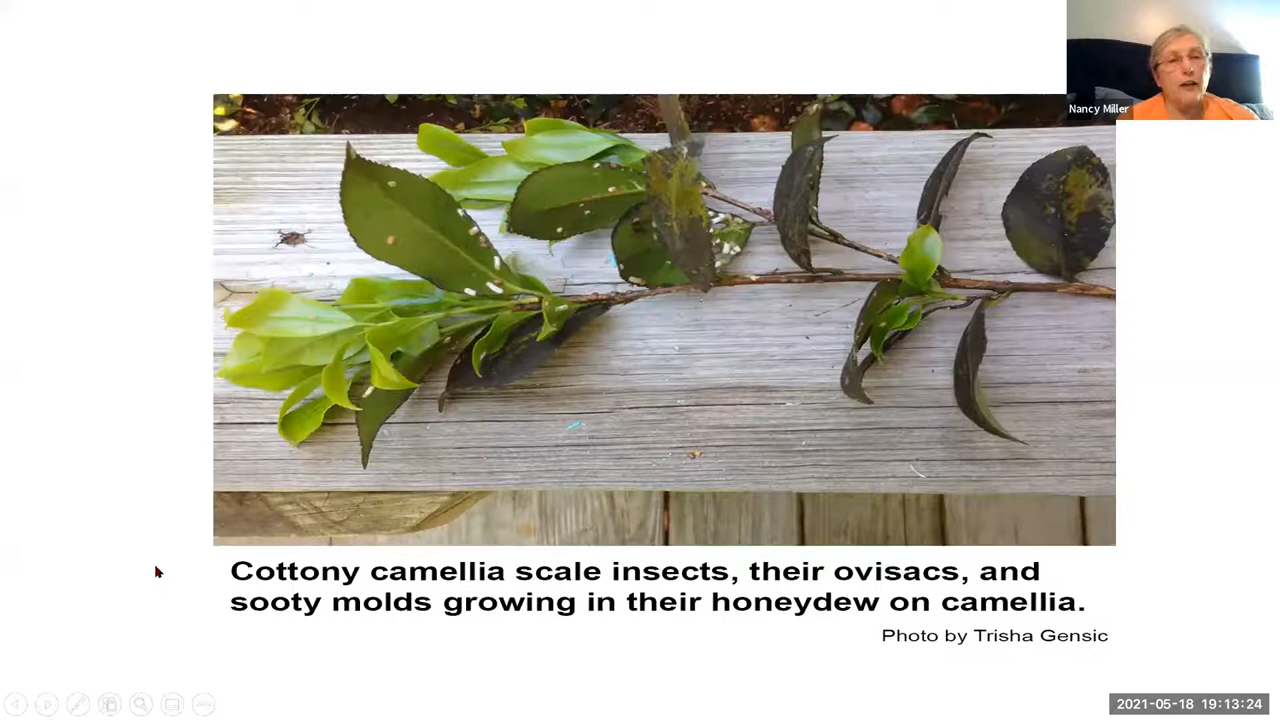 Nancy Miller
Cottony camellia scale insects, their ovisacs, and
sooty molds growing in their honeydew on camellia.
Photo by Trisha Gensic
2021-05-18 19:13:24